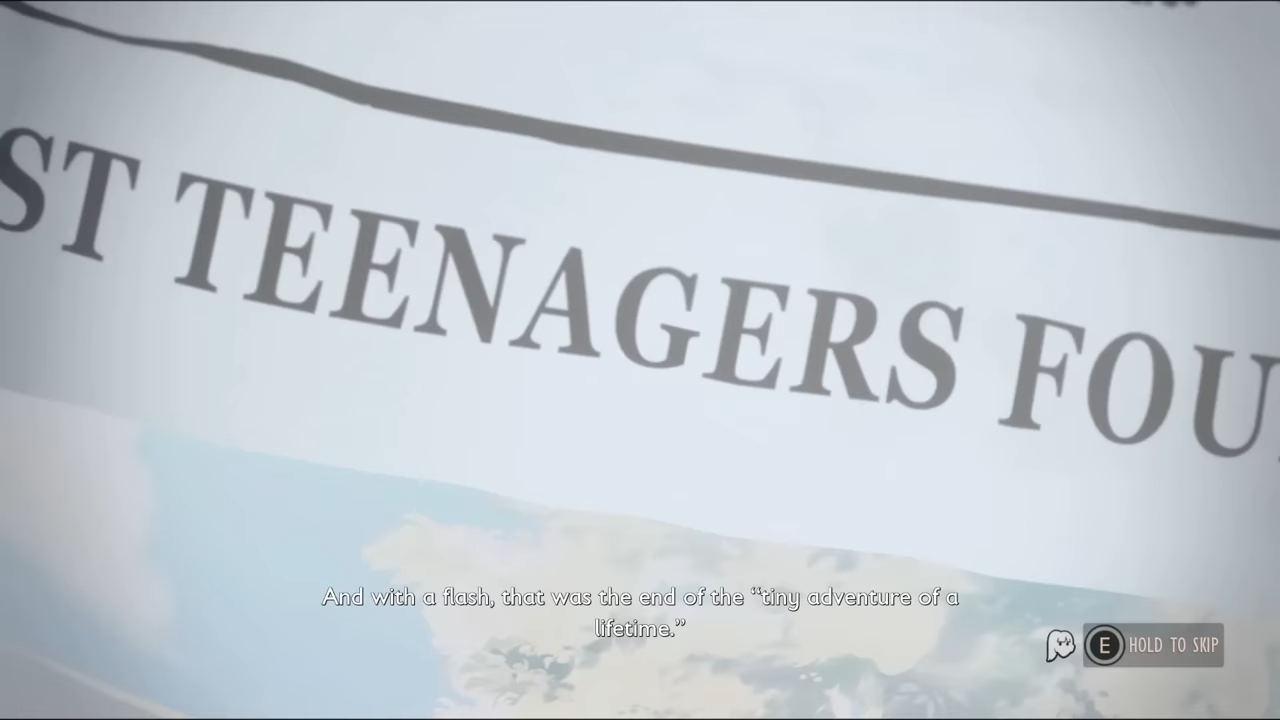 ST TEENAGERS FOU
And with a flash, that was the end of the “tiny adventure of a
lifetime.”
E HOLD TO SKIP